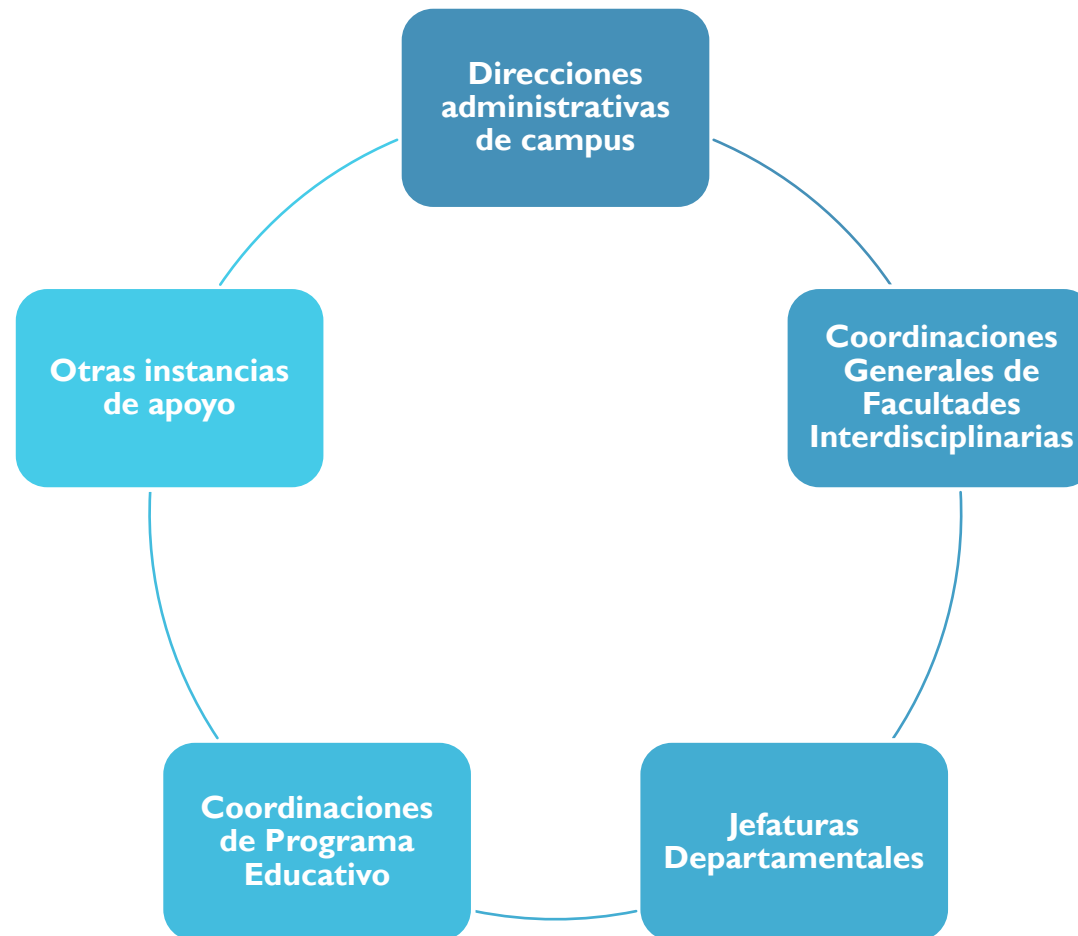 Direcciones
administrativas
de campus
Coordinaciones
Generales de
Facultades
Interdisciplinarias
Jefaturas
Departamentales
Coordinaciones
de Programa
Educativo
Otras instancias
de apoyo